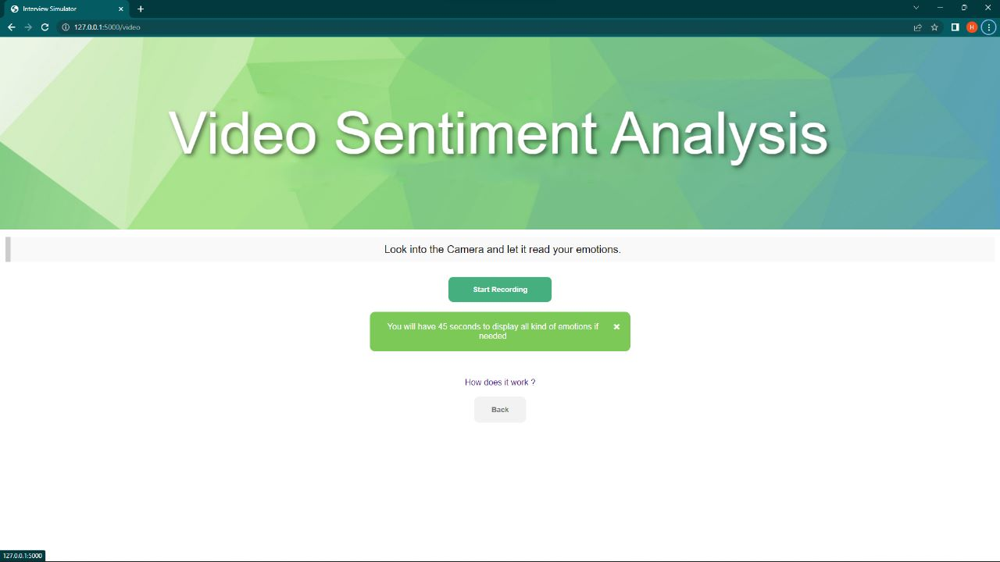 Interview Simulator
127.0.0.1:5000/video
H
Video Sentiment Analysis
Look into the Camera and let it read your emotions.
Start Recording
You will have 45 seconds to display all kind of emotions if
needed
How does it work ?
Back
127.0.0.1:5000